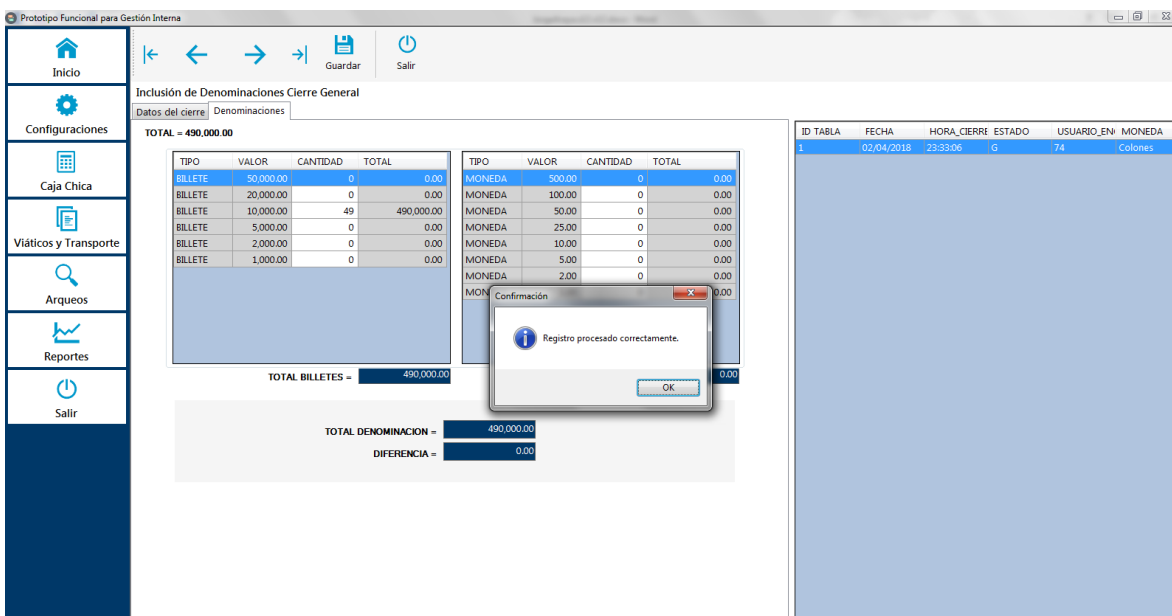 Prototipo Funcional para Gestión Interna
Inicio
Configuraciones
Caja Chica
Viáticos y Transporte
Arqueos
Reportes
Salir
Guardar
Salir
Inclusión de Denominaciones Cierre General
Datos del cierre Denominaciones
TOTAL = 490,000.00
TIPO VALOR CANTIDAD TOTAL
BILLETE 50,000.00 0 0.00
BILLETE 20,000.00 0 0.00
BILLETE 10,000.00 49 490,000.00
BILLETE 5,000.00 0 0.00
BILLETE 2,000.00 0 0.00
BILLETE 1,000.00 0 0.00
TOTAL BILLETES = 490,000.00
TIPO VALOR CANTIDAD TOTAL
MONEDA 500.00 0 0.00
MONEDA 100.00 0 0.00
MONEDA 50.00 0 0.00
MONEDA 25.00 0 0.00
MONEDA 10.00 0 0.00
MONEDA 5.00 0 0.00
MONEDA 2.00 0 0.00
MON 0.00
0.00
Confirmación
Registro procesado correctamente.
OK
TOTAL DENOMINACION = 490,000.00
DIFERENCIA = 0.00
ID TABLA FECHA HORA_CIERRE ESTADO USUARIO_EN MONEDA
1 02/04/2018 23:33:06 G 74 Colones